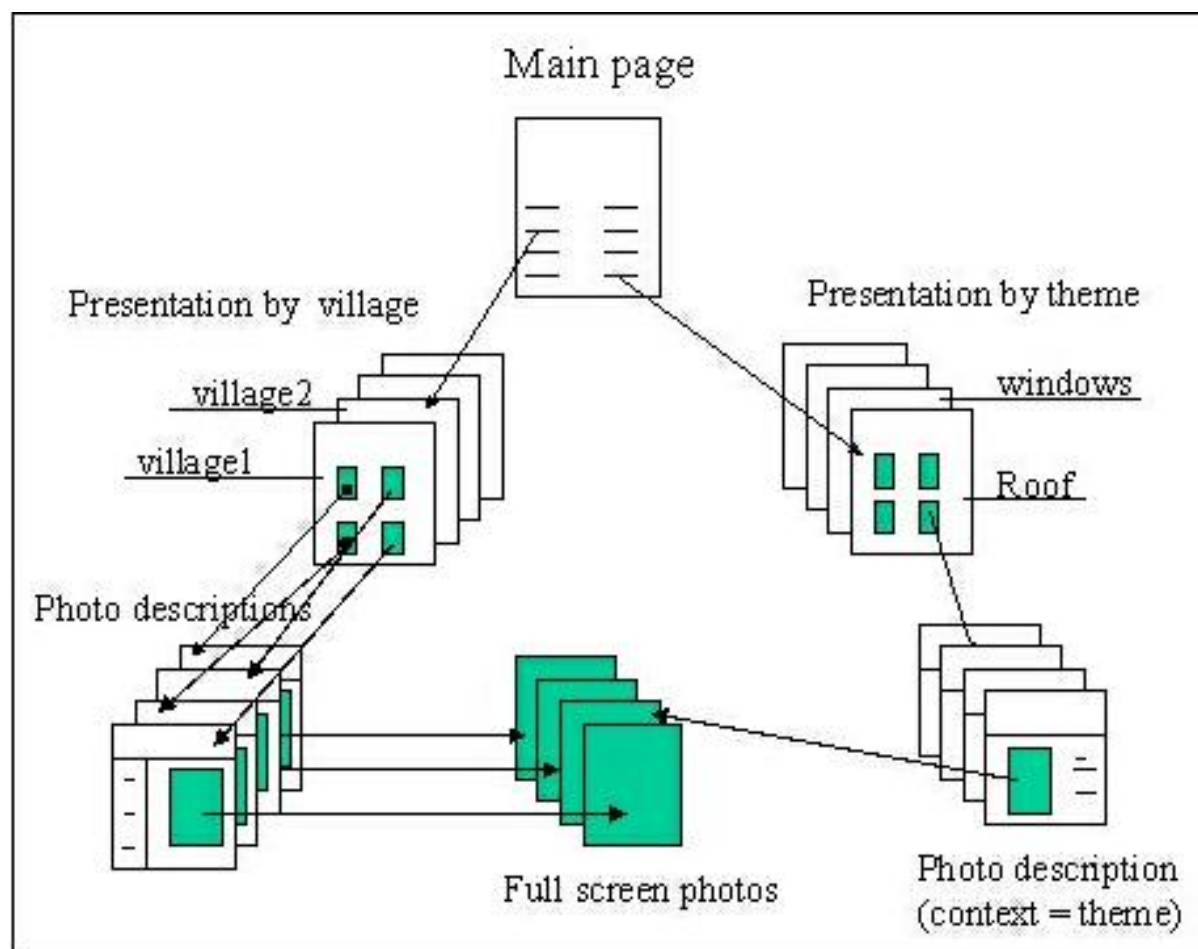 Main page
Presentation by village
Presentation by theme
village2
windows
village1
Roof
Photo descriptions
Full screen photos
Photo description
(context = theme)